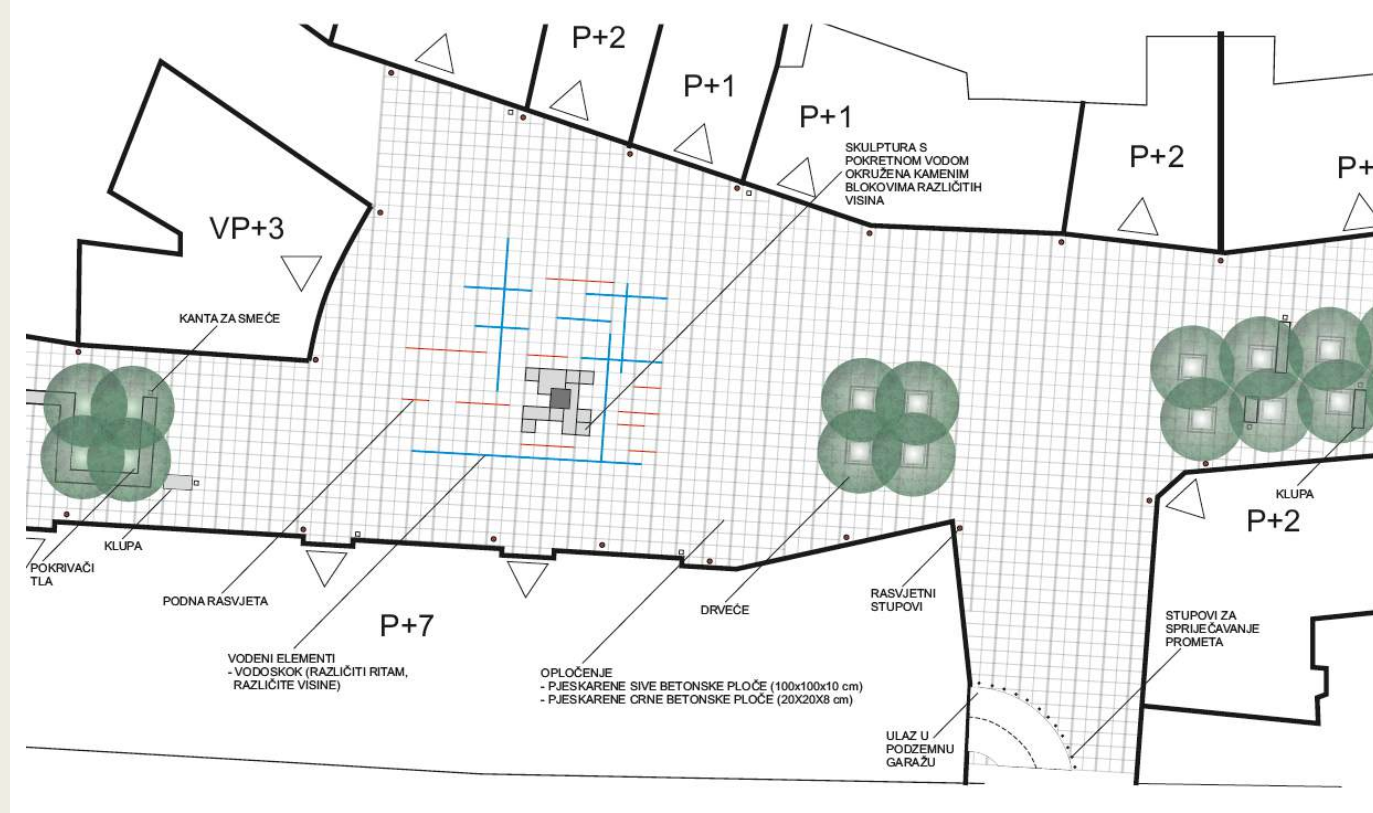 P+2
P+1
P+1
SKULPTURA S
POKRETNOM VODOM
OKRUŽENA KAMENIM
BLOKOVIMA RAZLIČITIH
VISINA
P+2
P+
VP+3
KANTA ZA SMEĆE
KLUPA
POKRIVAČI
TLA
KLUPA
P+2
PODNA RASVJETA
P+7
DRVEĆE
RASVJETNI
STUPOVI
STUPOVI ZA
SPRIJEČAVANJE
PROMETA
VODENI ELEMENTI
- VODOSKOK (RAZLIČITI RITAM,
RAZLIČITE VISINE)
OPLOČENJE
- PJESKARENE SIVE BETONSKE PLOČE (100x100x10 cm)
- PJESKARENE CRNE BETONSKE PLOČE (20X20X8 cm)
ULAZ U
PODZEMNU
GARAŽU